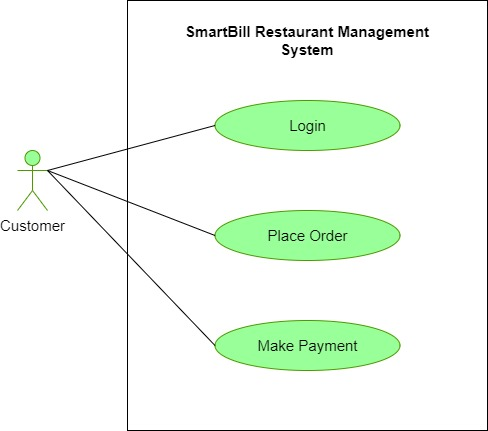 SmartBill Restaurant Management
System
Login
Customer
Place Order
Make Payment